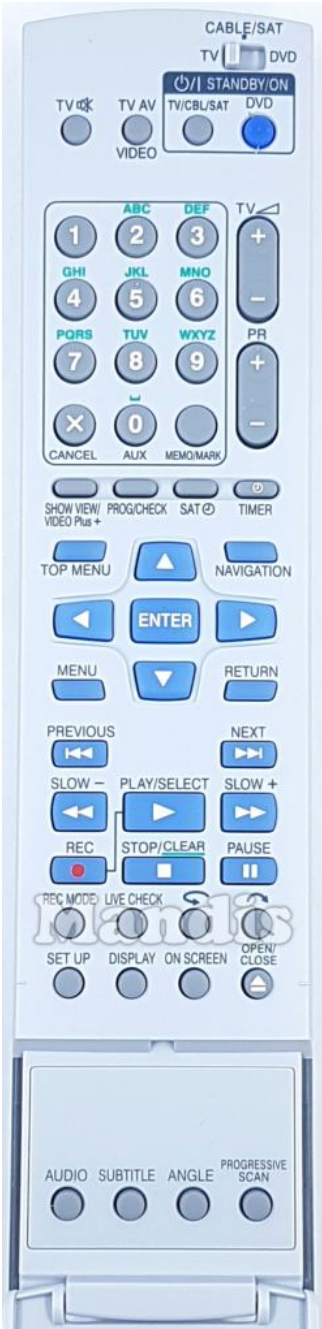 CABLE/SAT
TV DVD
⏻/I STANDBY/ON
TV TV AV TV/CBL/SAT DVD
VIDEO
ABC DEF TV
1 2 3 +
GHI JKL MNO
4 5 6 −
PQRS TUV WXYZ PR
7 8 9 +
× 0 −
CANCEL AUX MEMO/MARK
SHOW VIEW/ PROG/CHECK SAT TIMER
VIDEO Plus +
TOP MENU NAVIGATION
ENTER
MENU RETURN
PREVIOUS NEXT
SLOW − PLAY/SELECT SLOW +
REC STOP/CLEAR PAUSE
REC MODE LIVE CHECK
Mandis
SET UP DISPLAY ON SCREEN OPEN/
CLOSE
AUDIO SUBTITLE ANGLE PROGRESSIVE
SCAN